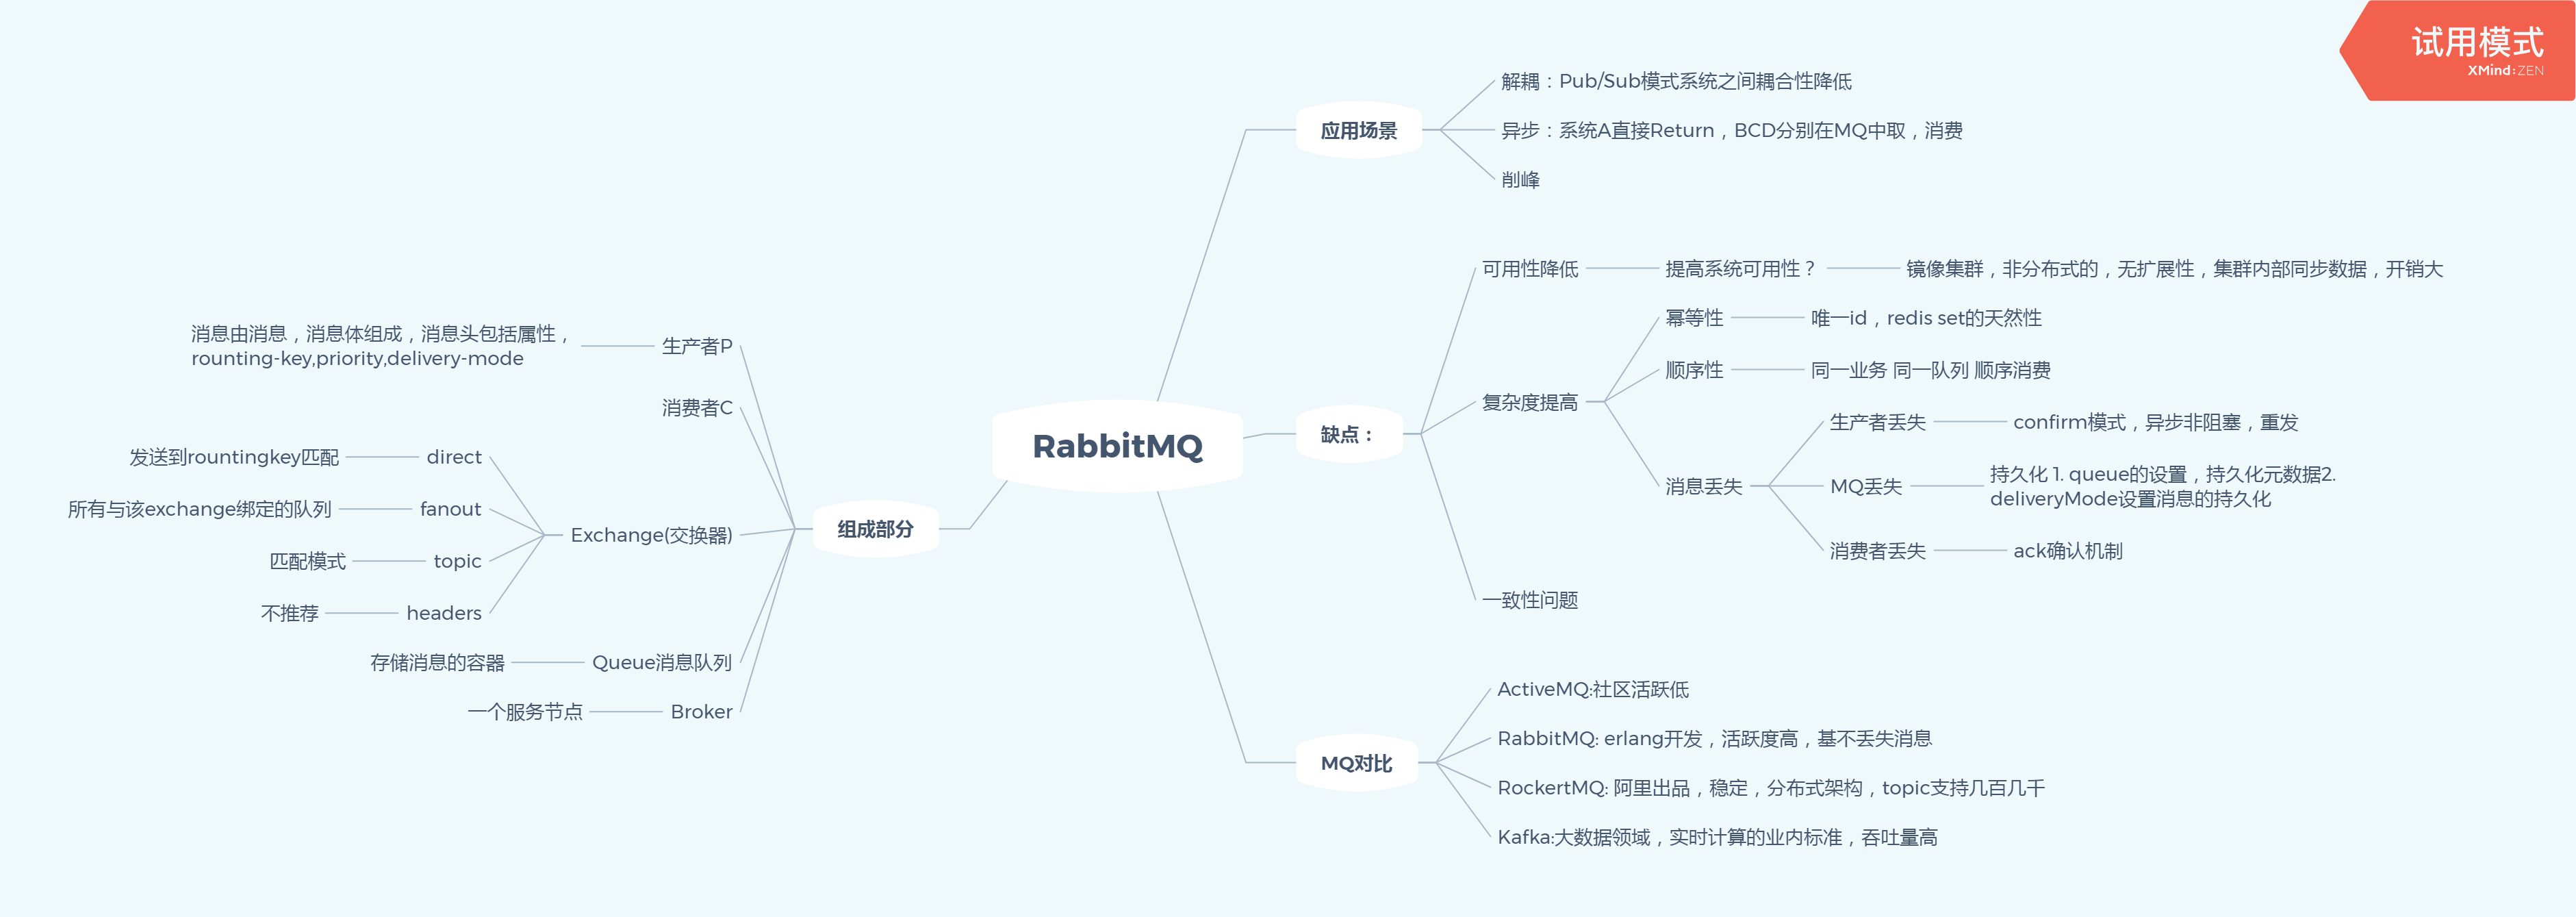 试用模式
XMind:ZEN
RabbitMQ
应用场景
解耦：Pub/Sub模式系统之间耦合性降低
异步：系统A直接Return，BCD分别在MQ中取，消费
削峰
缺点：
可用性降低
提高系统可用性？
镜像集群，非分布式的，无扩展性，集群内部同步数据，开销大
复杂度提高
幂等性
唯一id，redis set的天然性
顺序性
同一业务 同一队列 顺序消费
消息丢失
生产者丢失
confirm模式，异步非阻塞，重发
MQ丢失
持久化 1. queue的设置，持久化元数据2.
deliveryMode设置消息的持久化
消费者丢失
ack确认机制
一致性问题
MQ对比
ActiveMQ:社区活跃低
RabbitMQ: erlang开发，活跃度高，基不丢失消息
RockertMQ: 阿里出品，稳定，分布式架构，topic支持几百几千
Kafka:大数据领域，实时计算的业内标准，吞吐量高
组成部分
生产者P
消息由消息，消息体组成，消息头包括属性，
rounting-key,priority,delivery-mode
消费者C
Exchange(交换器)
direct
发送到rountingkey匹配
fanout
所有与该exchange绑定的队列
topic
匹配模式
headers
不推荐
Queue消息队列
存储消息的容器
Broker
一个服务节点